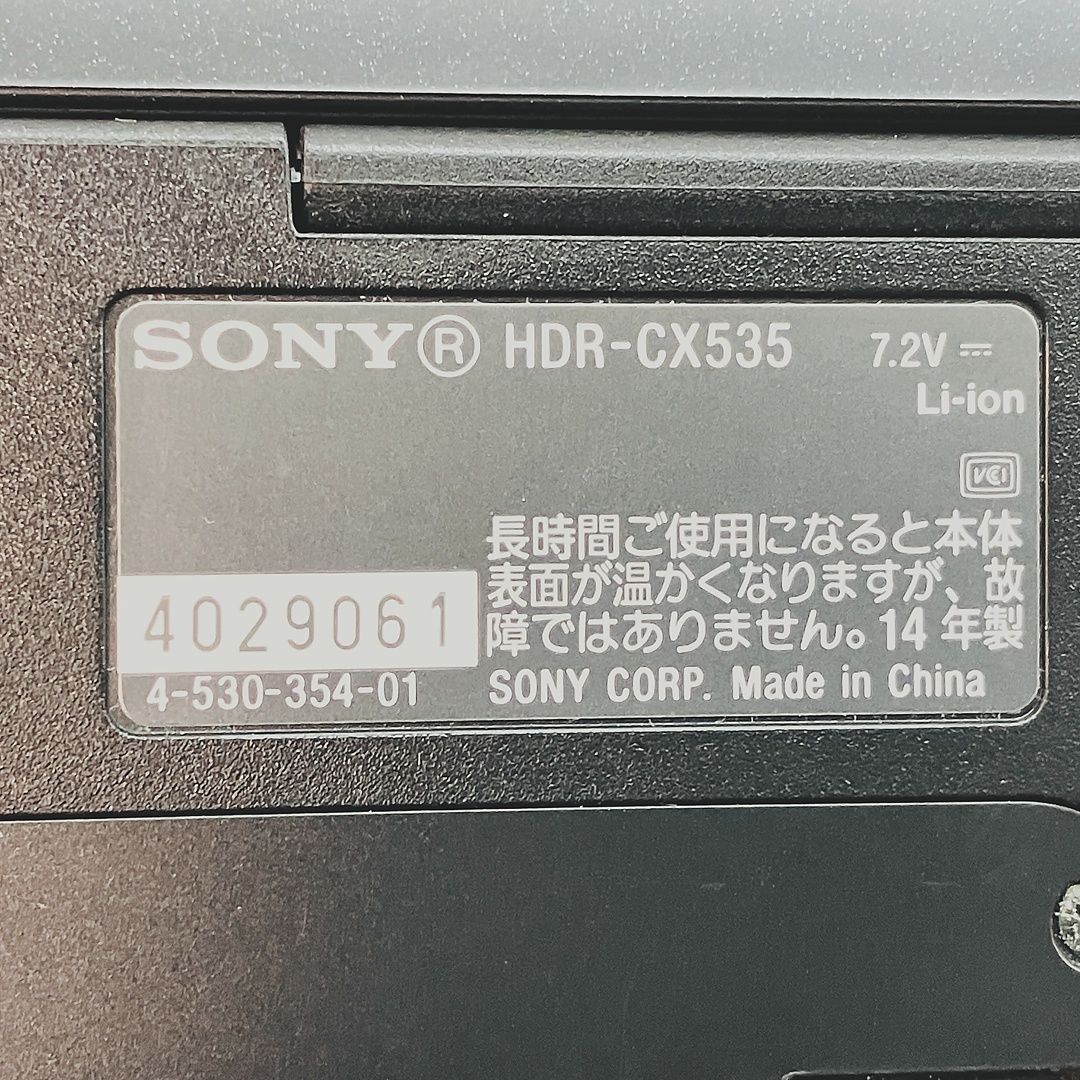 SONY® HDR-CX535 7.2V ⎓
Li-ion
VCI
長時間ご使用になると本体
表面が温かくなりますが、故
障ではありません。14年製
4029061
4-530-354-01 SONY CORP. Made in China